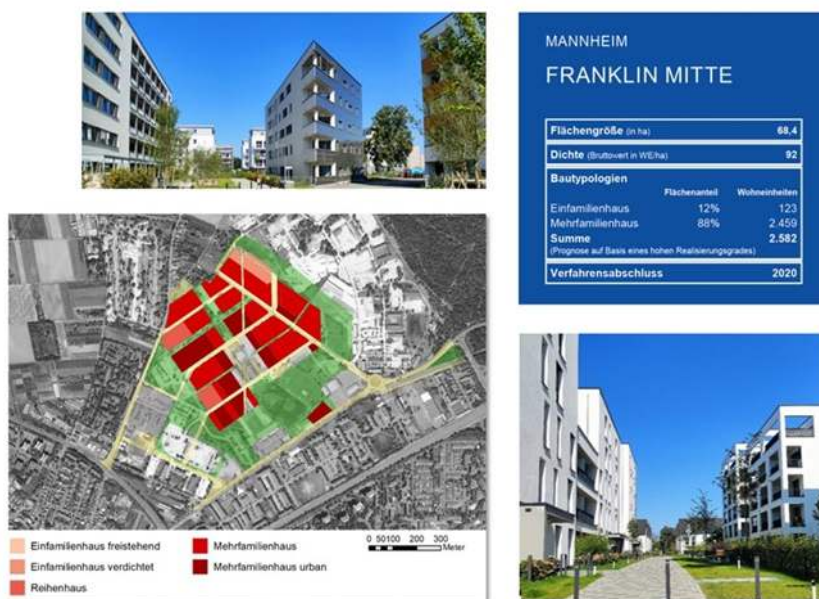 MANNHEIM
FRANKLIN MITTE
Flächengröße (in ha) 68,4
Dichte (Bruttowert in WE/ha) 92
Bautypologien
Flächenanteil Wohneinheiten
Einfamilienhaus 12% 123
Mehrfamilienhaus 88% 2.459
Summe 2.582
(Prognose auf Basis eines hohen Realisierungsgrades)
Verfahrensabschluss 2020
Einfamilienhaus freistehend
Einfamilienhaus verdichtet
Reihenhaus
Mehrfamilienhaus
Mehrfamilienhaus urban
0 50 100 200 300
Meter